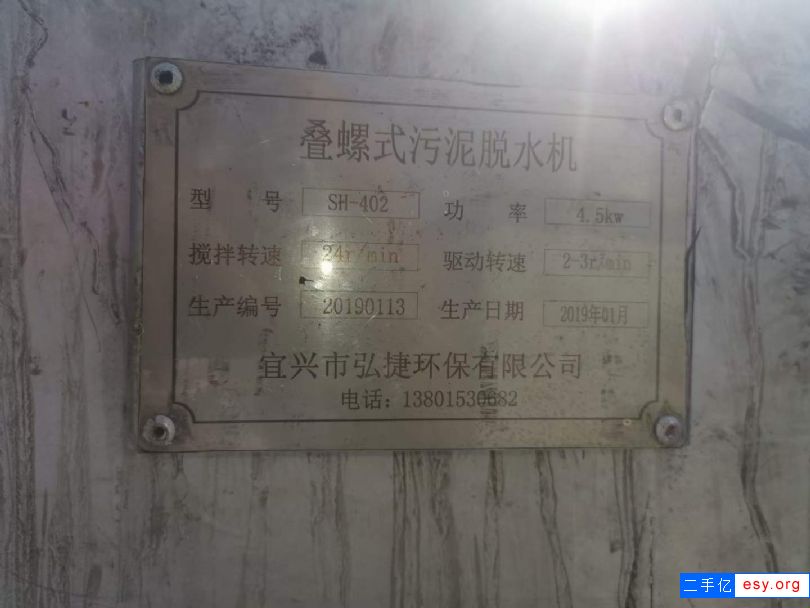 叠螺式污泥脱水机
型 号 SH-402 功 率 4.5kw
搅拌转速 24r/min 驱动转速 2-3r/min
生产编号 20190113 生产日期 2019年01月
宜兴市弘捷环保有限公司
电话：13801530682
二手亿 esy.org